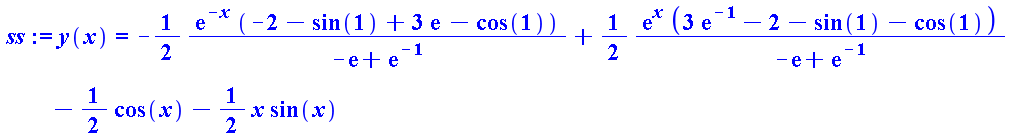 ss := y(x) = - 1/2 e^-x (-2 - sin(1) + 3 e - cos(1)) / -e + e^-1 + 1/2 e^x (3 e^-1 - 2 - sin(1) - cos(1)) / -e + e^-1
- 1/2 cos(x) - 1/2 x sin(x)